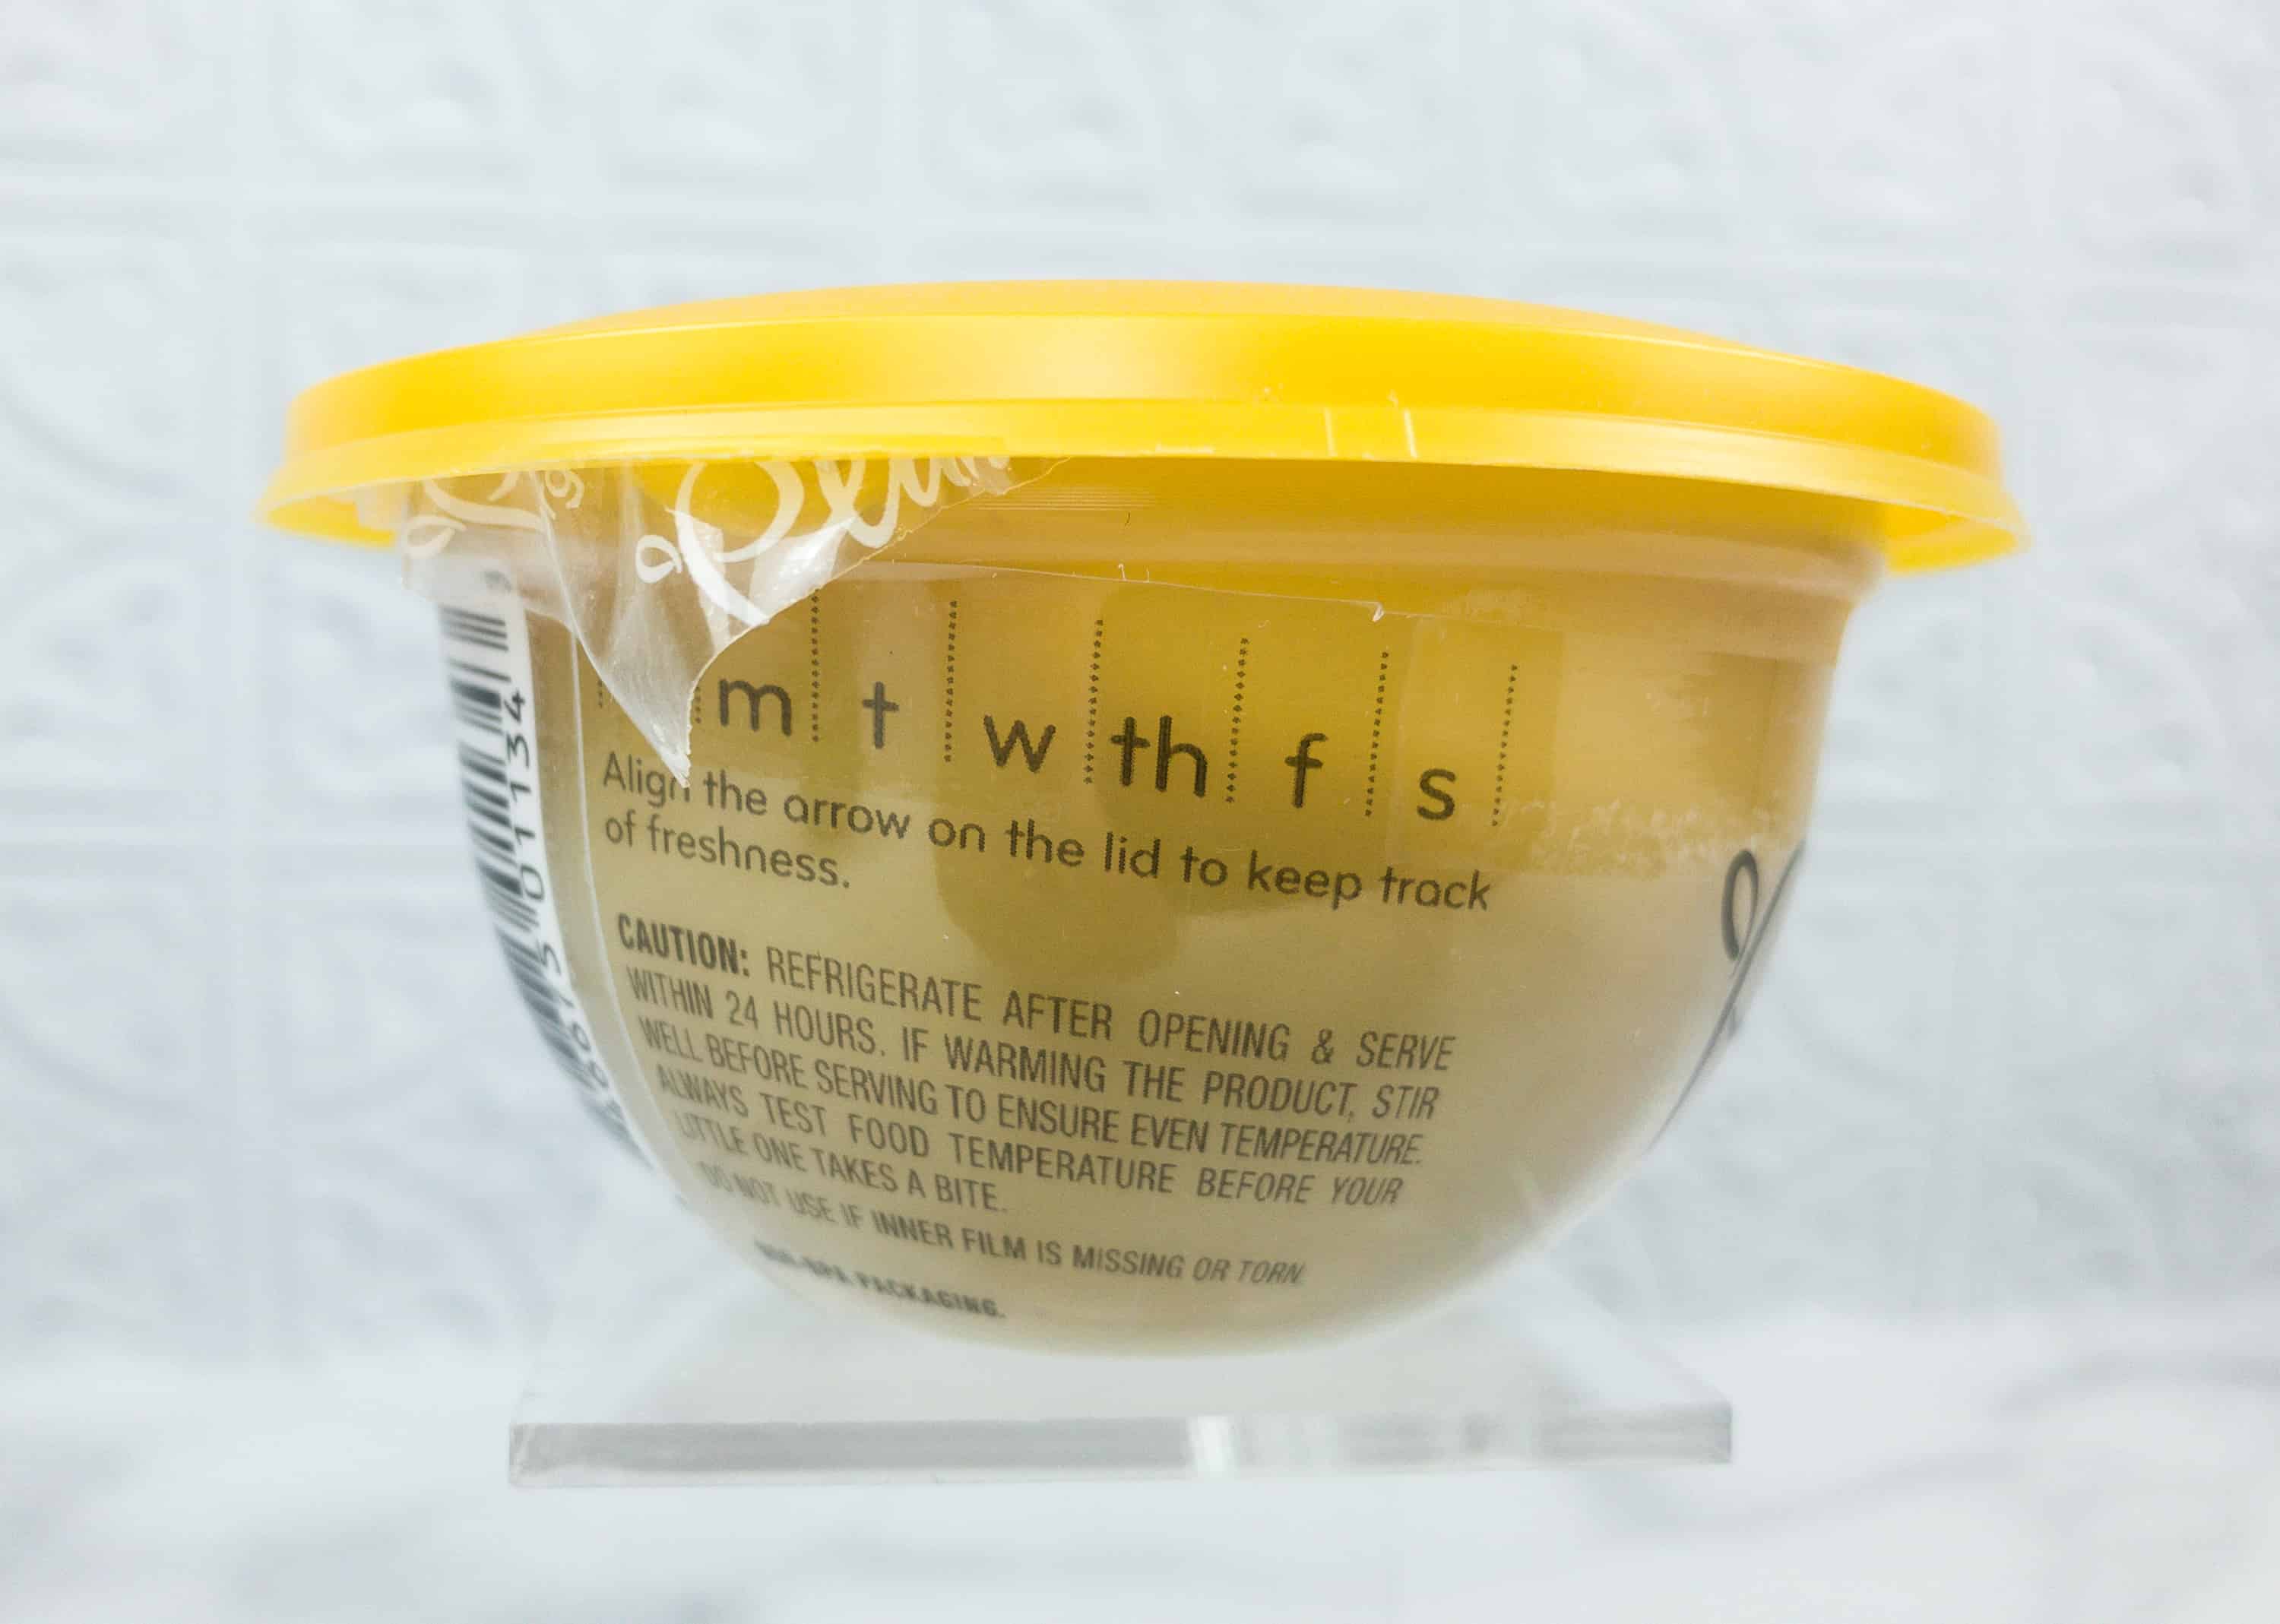 m t w th f s
Align the arrow on the lid to keep track
of freshness.
CAUTION: REFRIGERATE AFTER OPENING & SERVE
WITHIN 24 HOURS. IF WARMING THE PRODUCT, STIR
WELL BEFORE SERVING TO ENSURE EVEN TEMPERATURE.
ALWAYS TEST FOOD TEMPERATURE BEFORE YOUR
LITTLE ONE TAKES A BITE.
DO NOT USE IF INNER FILM IS MISSING OR TORN
NON-BPA PACKAGING.